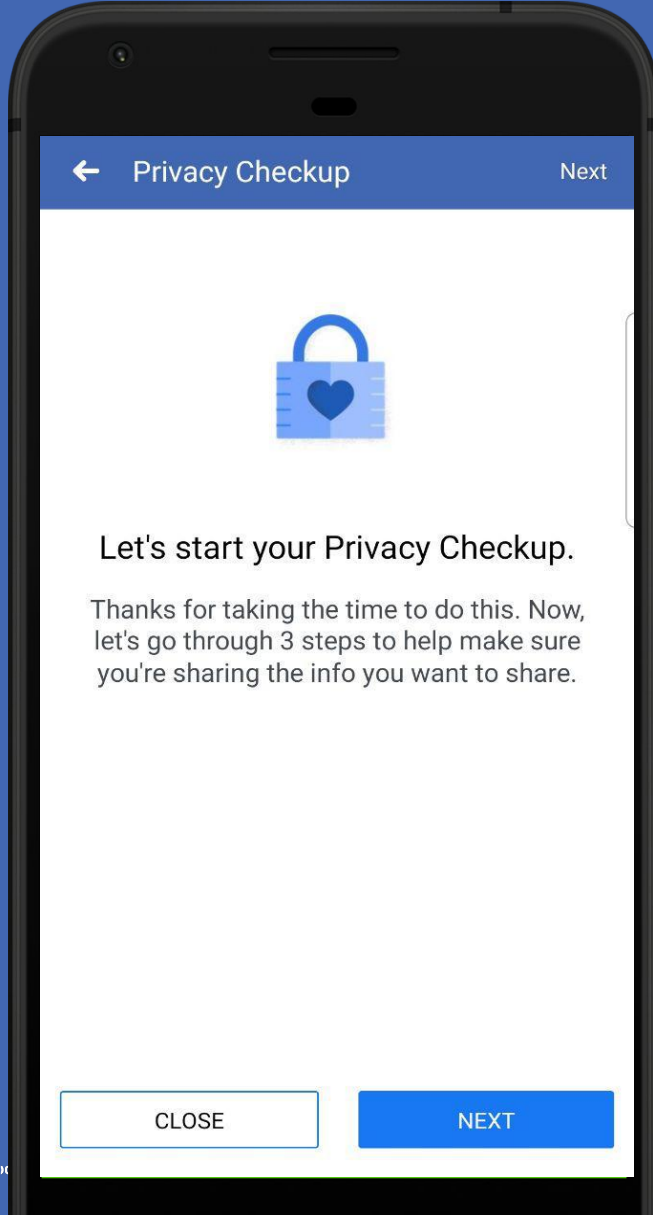 Privacy Checkup
Next
Let's start your Privacy Checkup.
Thanks for taking the time to do this. Now,
let's go through 3 steps to help make sure
you're sharing the info you want to share.
CLOSE
NEXT